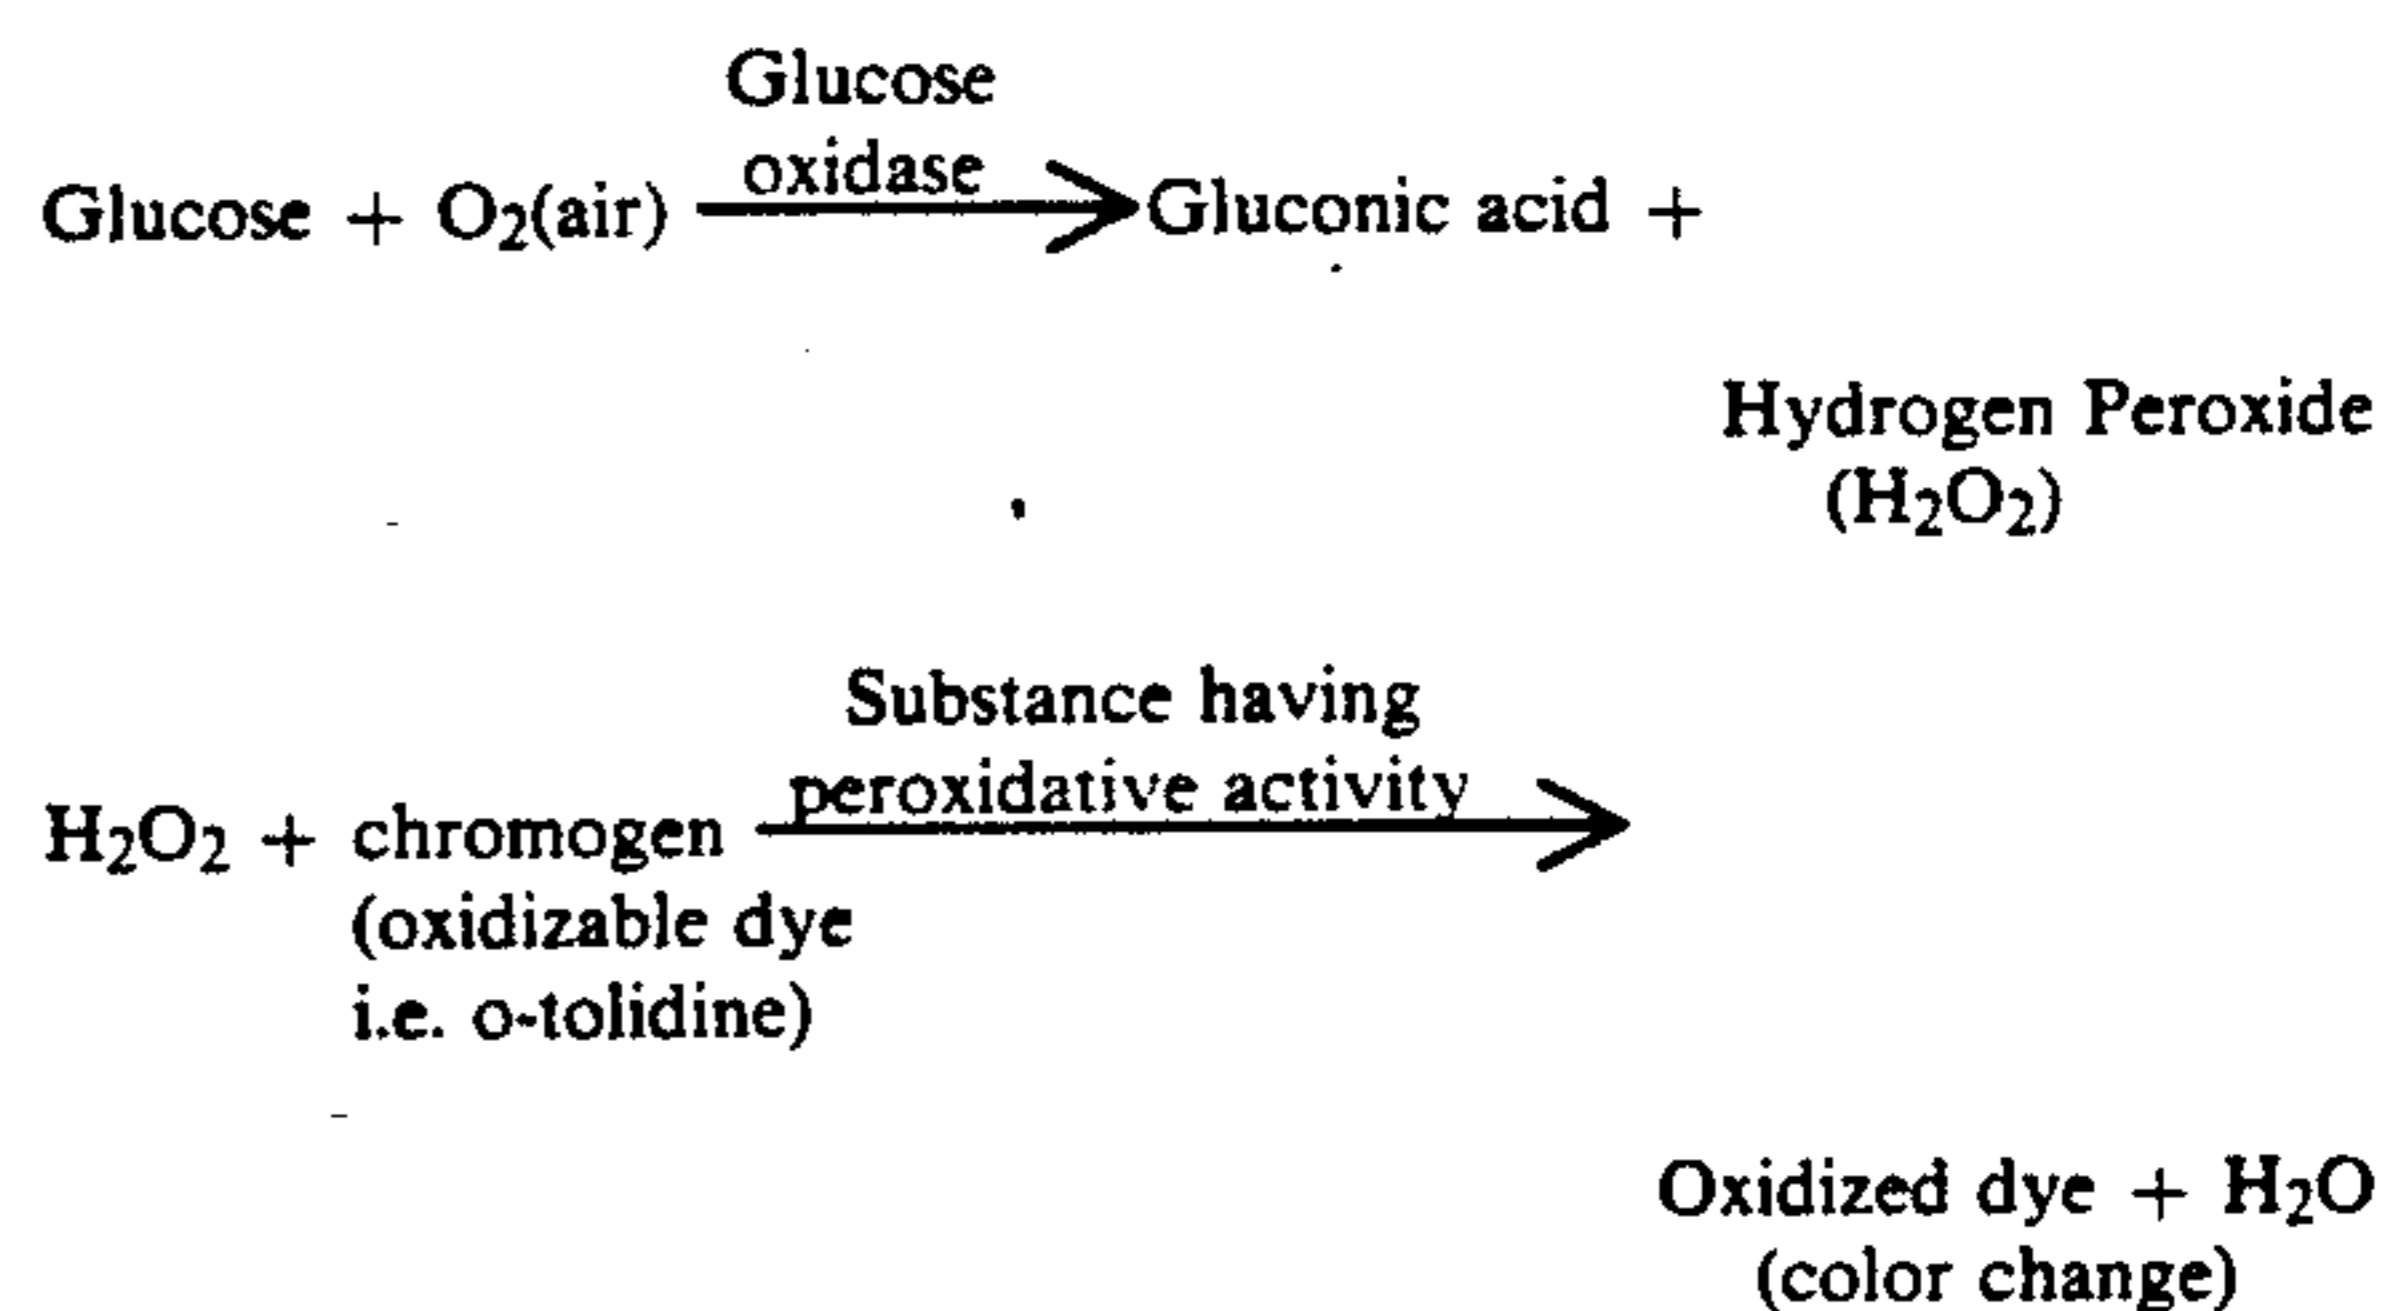 Glucose
oxidase
Glucose + O₂(air) → Gluconic acid +
Hydrogen Peroxide
(H₂O₂)
Substance having
peroxidative activity
H₂O₂ + chromogen →
(oxidizable dye
i.e. o-tolidine)
Oxidized dye + H₂O
(color change)